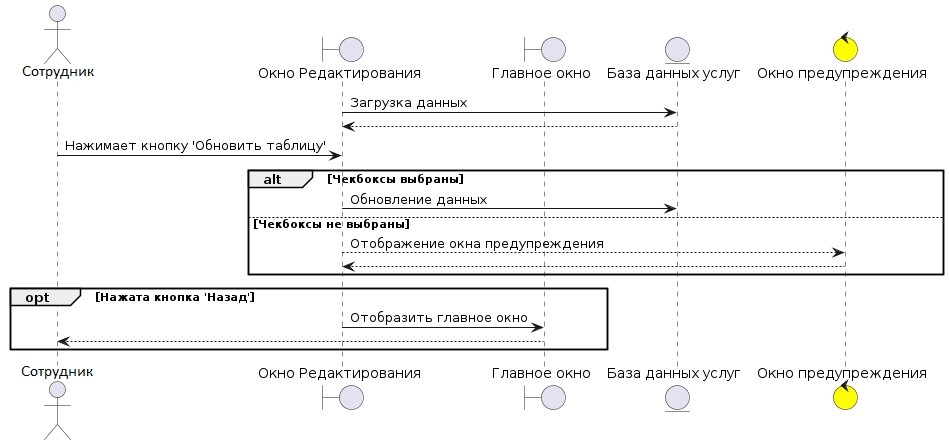 Сотрудник
Окно Редактирования
Главное окно
База данных услуг
Окно предупреждения
Загрузка данных
Нажимает кнопку 'Обновить таблицу'
alt
[Чекбоксы выбраны]
Обновление данных
[Чекбоксы не выбраны]
Отображение окна предупреждения
opt
[Нажата кнопка 'Назад']
Отобразить главное окно
Сотрудник
Окно Редактирования
Главное окно
База данных услуг
Окно предупреждения